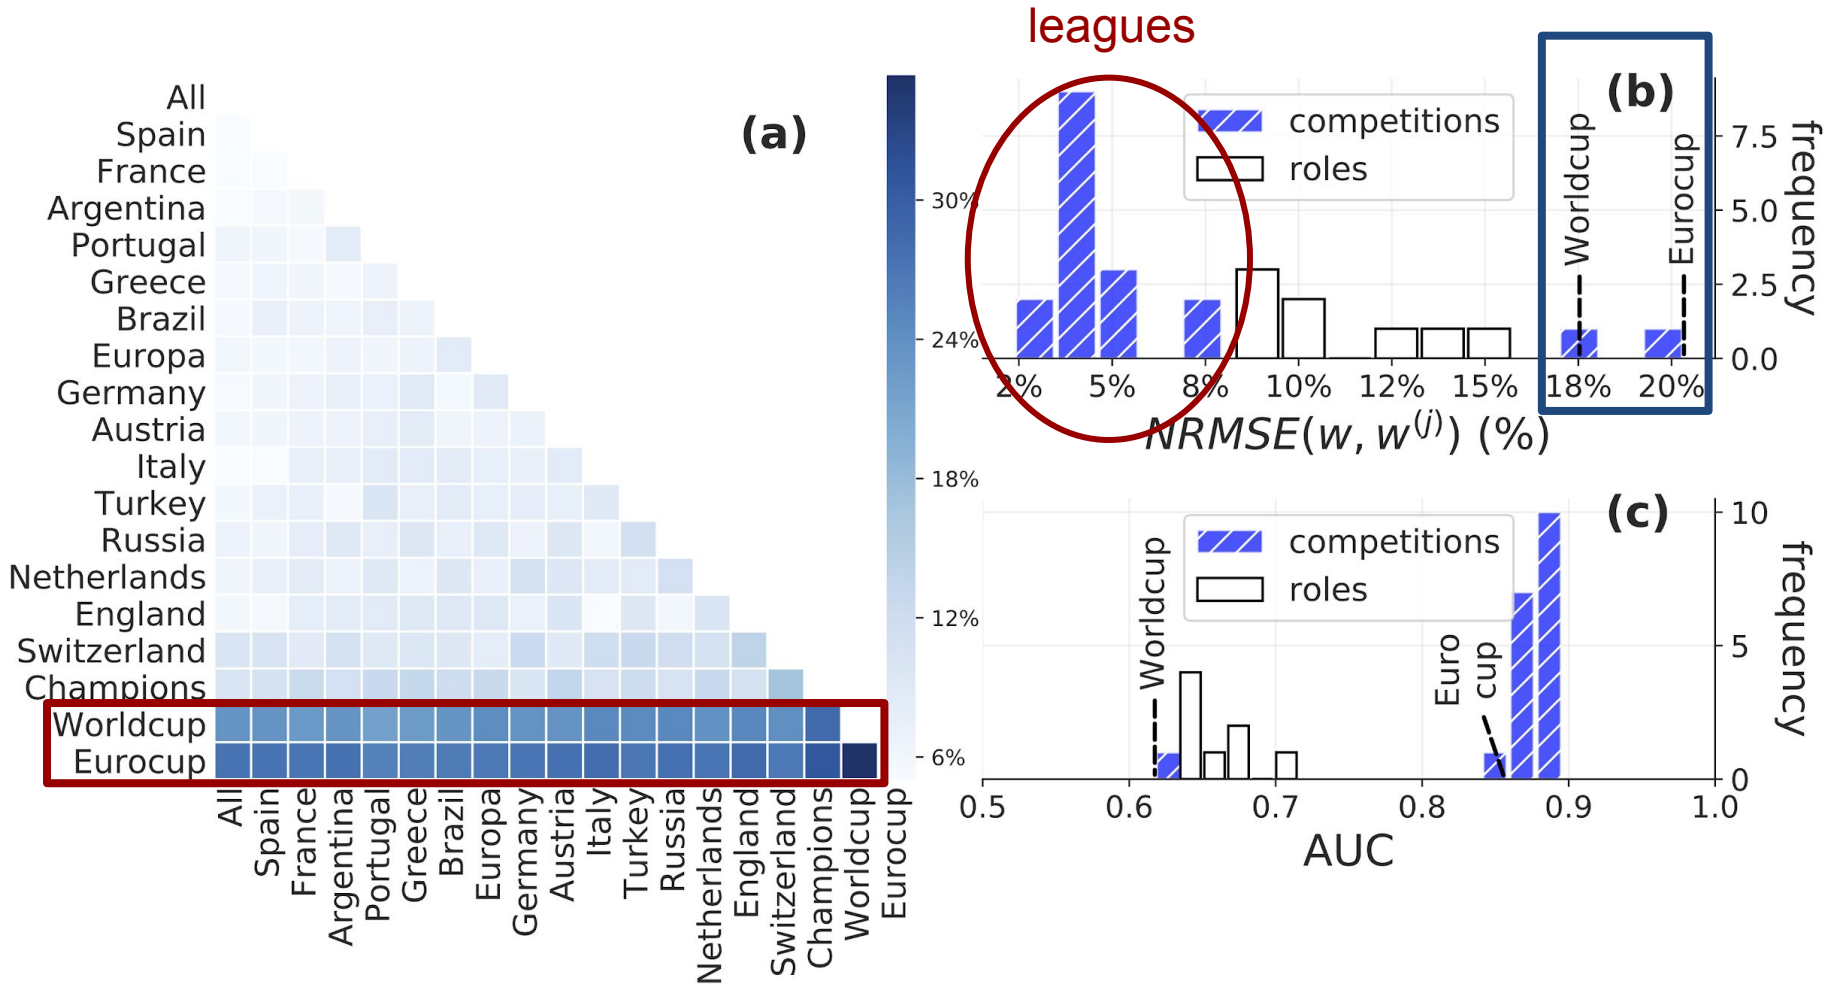 leagues
(a)
All
Spain
France
Argentina
Portugal
Greece
Brazil
Europa
Germany
Austria
Italy
Turkey
Russia
Netherlands
England
Switzerland
Champions
Worldcup
Eurocup
All
Spain
France
Argentina
Portugal
Greece
Brazil
Europa
Germany
Austria
Italy
Turkey
Russia
Netherlands
England
Switzerland
Champions
Worldcup
Eurocup
30%
24%
18%
12%
6%
(b)
competitions
roles
Worldcup
Eurocup
7.5
5.0
2.5
0.0
frequency
2% 5% 8% 10% 12% 15% 18% 20%
NRMSE(w, w^(j)) (%)
(c)
competitions
roles
Worldcup
Euro
cup
10
5
0
frequency
0.5 0.6 0.7 0.8 0.9 1.0
AUC